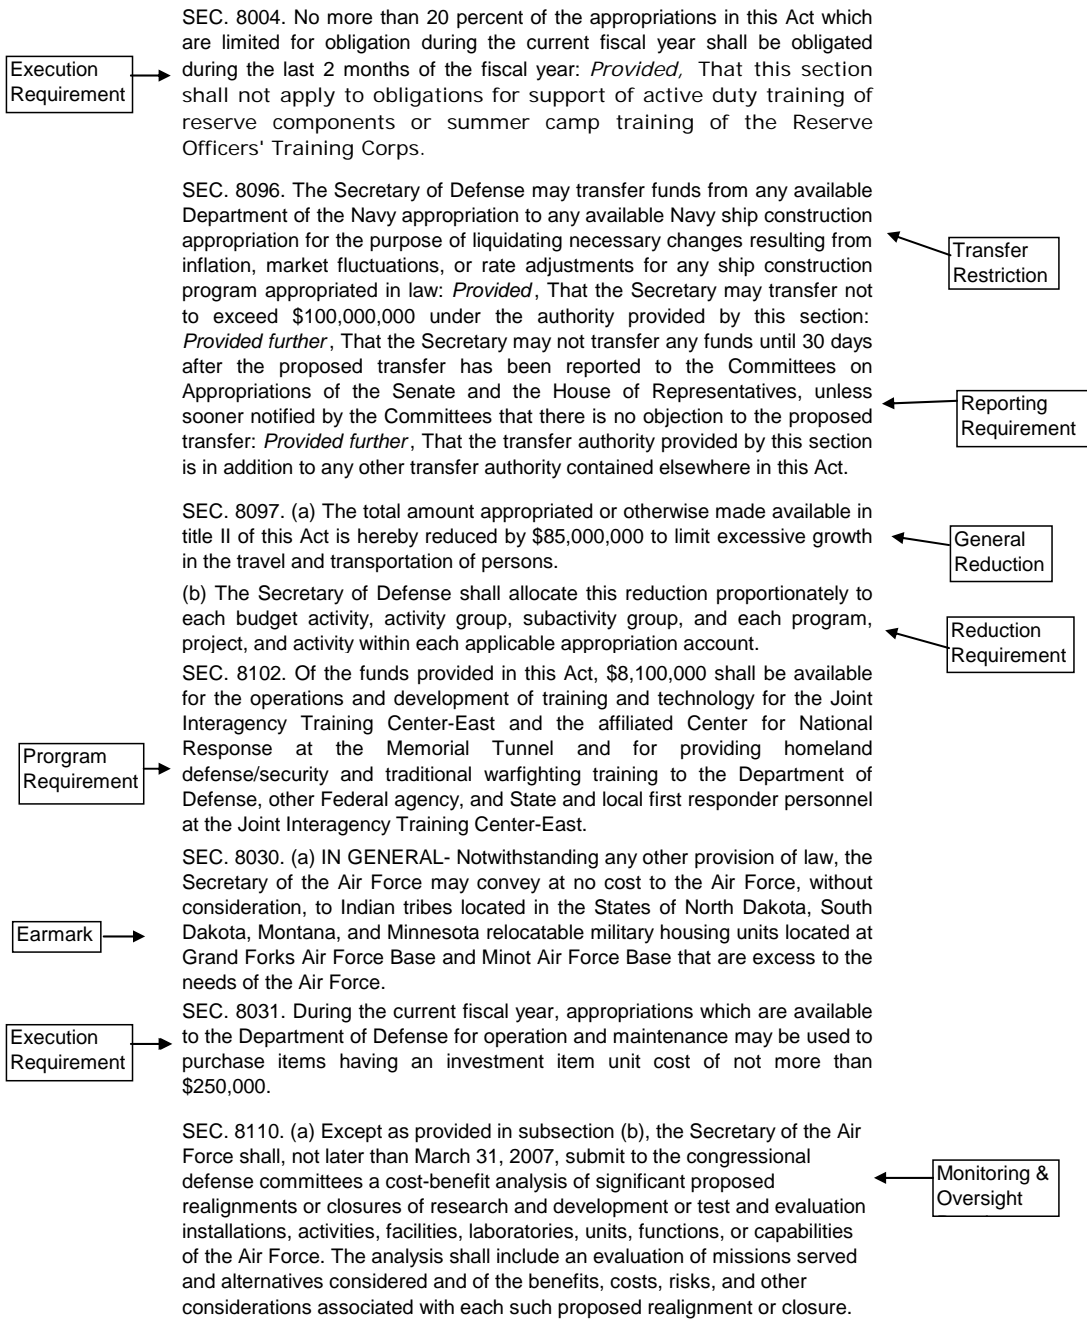 SEC. 8004. No more than 20 percent of the appropriations in this Act which
are limited for obligation during the current fiscal year shall be obligated
during the last 2 months of the fiscal year: Provided, That this section
shall not apply to obligations for support of active duty training of
reserve components or summer camp training of the Reserve
Officers' Training Corps.
Execution
Requirement
SEC. 8096. The Secretary of Defense may transfer funds from any available
Department of the Navy appropriation to any available Navy ship construction
appropriation for the purpose of liquidating necessary changes resulting from
inflation, market fluctuations, or rate adjustments for any ship construction
program appropriated in law: Provided, That the Secretary may transfer not
to exceed $100,000,000 under the authority provided by this section:
Provided further, That the Secretary may not transfer any funds until 30 days
after the proposed transfer has been reported to the Committees on
Appropriations of the Senate and the House of Representatives, unless
sooner notified by the Committees that there is no objection to the proposed
transfer: Provided further, That the transfer authority provided by this section
is in addition to any other transfer authority contained elsewhere in this Act.
Transfer
Restriction
Reporting
Requirement
SEC. 8097. (a) The total amount appropriated or otherwise made available in
title II of this Act is hereby reduced by $85,000,000 to limit excessive growth
in the travel and transportation of persons.
General
Reduction
(b) The Secretary of Defense shall allocate this reduction proportionately to
each budget activity, activity group, subactivity group, and each program,
project, and activity within each applicable appropriation account.
Reduction
Requirement
SEC. 8102. Of the funds provided in this Act, $8,100,000 shall be available
for the operations and development of training and technology for the Joint
Interagency Training Center-East and the affiliated Center for National
Response at the Memorial Tunnel and for providing homeland
defense/security and traditional warfighting training to the Department of
Defense, other Federal agency, and State and local first responder personnel
at the Joint Interagency Training Center-East.
Prorgram
Requirement
SEC. 8030. (a) IN GENERAL- Notwithstanding any other provision of law, the
Secretary of the Air Force may convey at no cost to the Air Force, without
consideration, to Indian tribes located in the States of North Dakota, South
Dakota, Montana, and Minnesota relocatable military housing units located at
Grand Forks Air Force Base and Minot Air Force Base that are excess to the
needs of the Air Force.
Earmark
SEC. 8031. During the current fiscal year, appropriations which are available
to the Department of Defense for operation and maintenance may be used to
purchase items having an investment item unit cost of not more than
$250,000.
Execution
Requirement
SEC. 8110. (a) Except as provided in subsection (b), the Secretary of the Air
Force shall, not later than March 31, 2007, submit to the congressional
defense committees a cost-benefit analysis of significant proposed
realignments or closures of research and development or test and evaluation
installations, activities, facilities, laboratories, units, functions, or capabilities
of the Air Force. The analysis shall include an evaluation of missions served
and alternatives considered and of the benefits, costs, risks, and other
considerations associated with each such proposed realignment or closure.
Monitoring &
Oversight